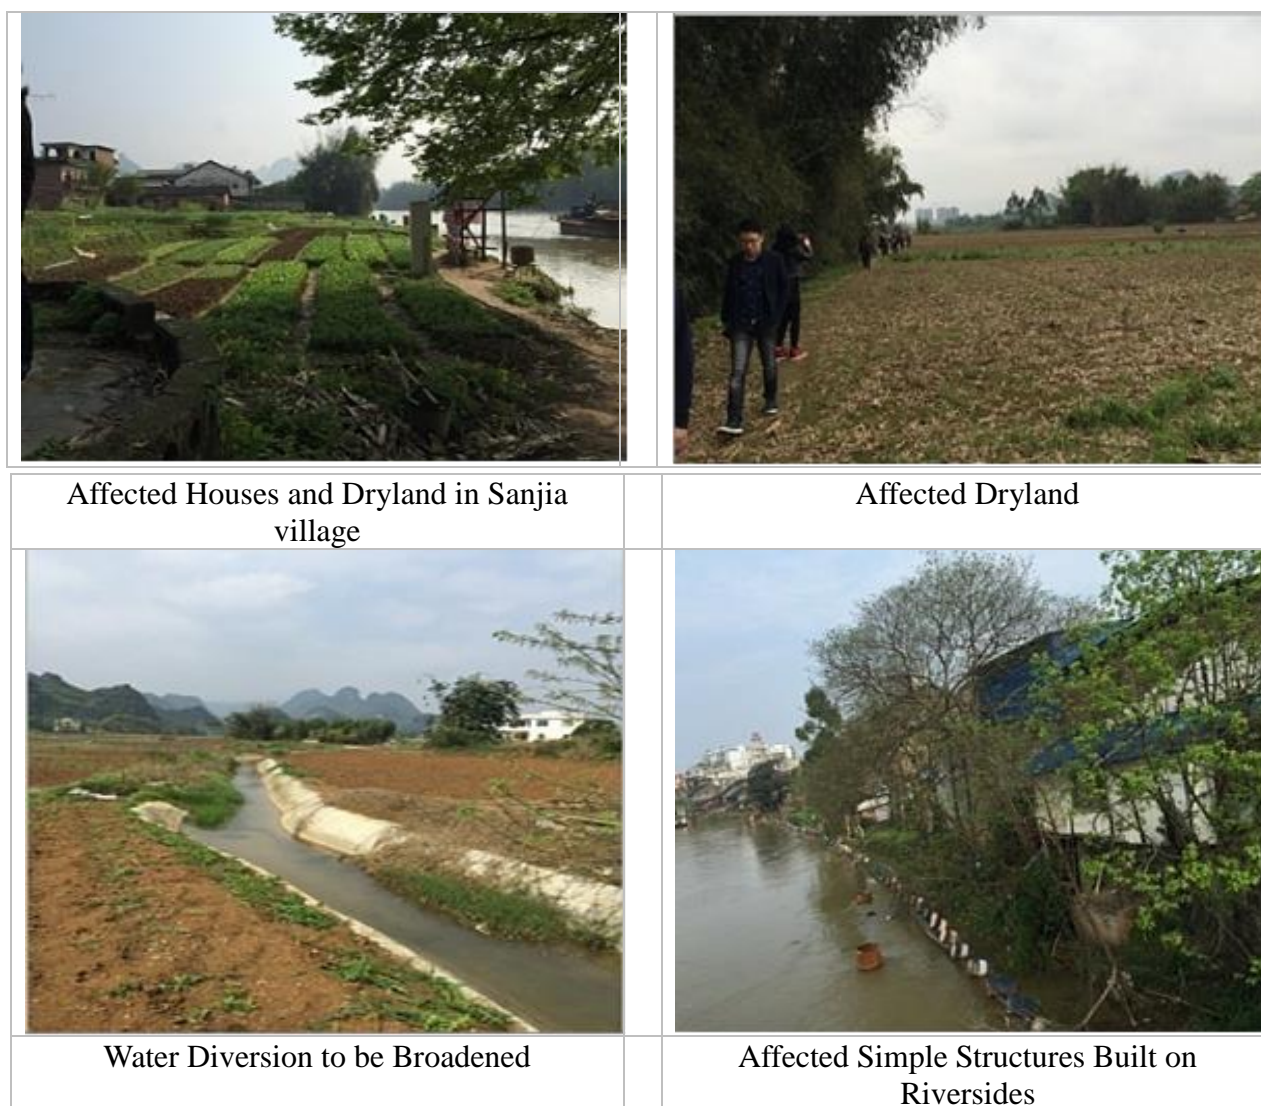 Affected Houses and Dryland in Sanjia
village
Affected Dryland
Water Diversion to be Broadened
Affected Simple Structures Built on
Riversides